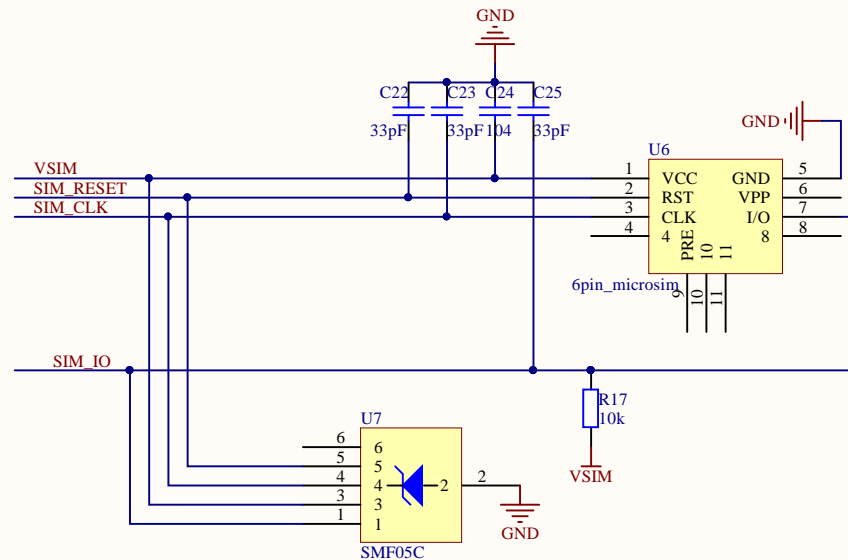 GND
C22 C23 C24 C25
33pF 33pF 104 33pF
GND
U6
VSIM
SIM_RESET
SIM_CLK
1 VCC GND 5
2 RST VPP 6
3 CLK I/O 7
4 4 8 8
PRE 10 11
6pin_microsim
9 10 11
SIM_IO
R17
10k
VSIM
U7
6 6
5 5
4 4 2 2
3 3
1 1
GND
SMF05C